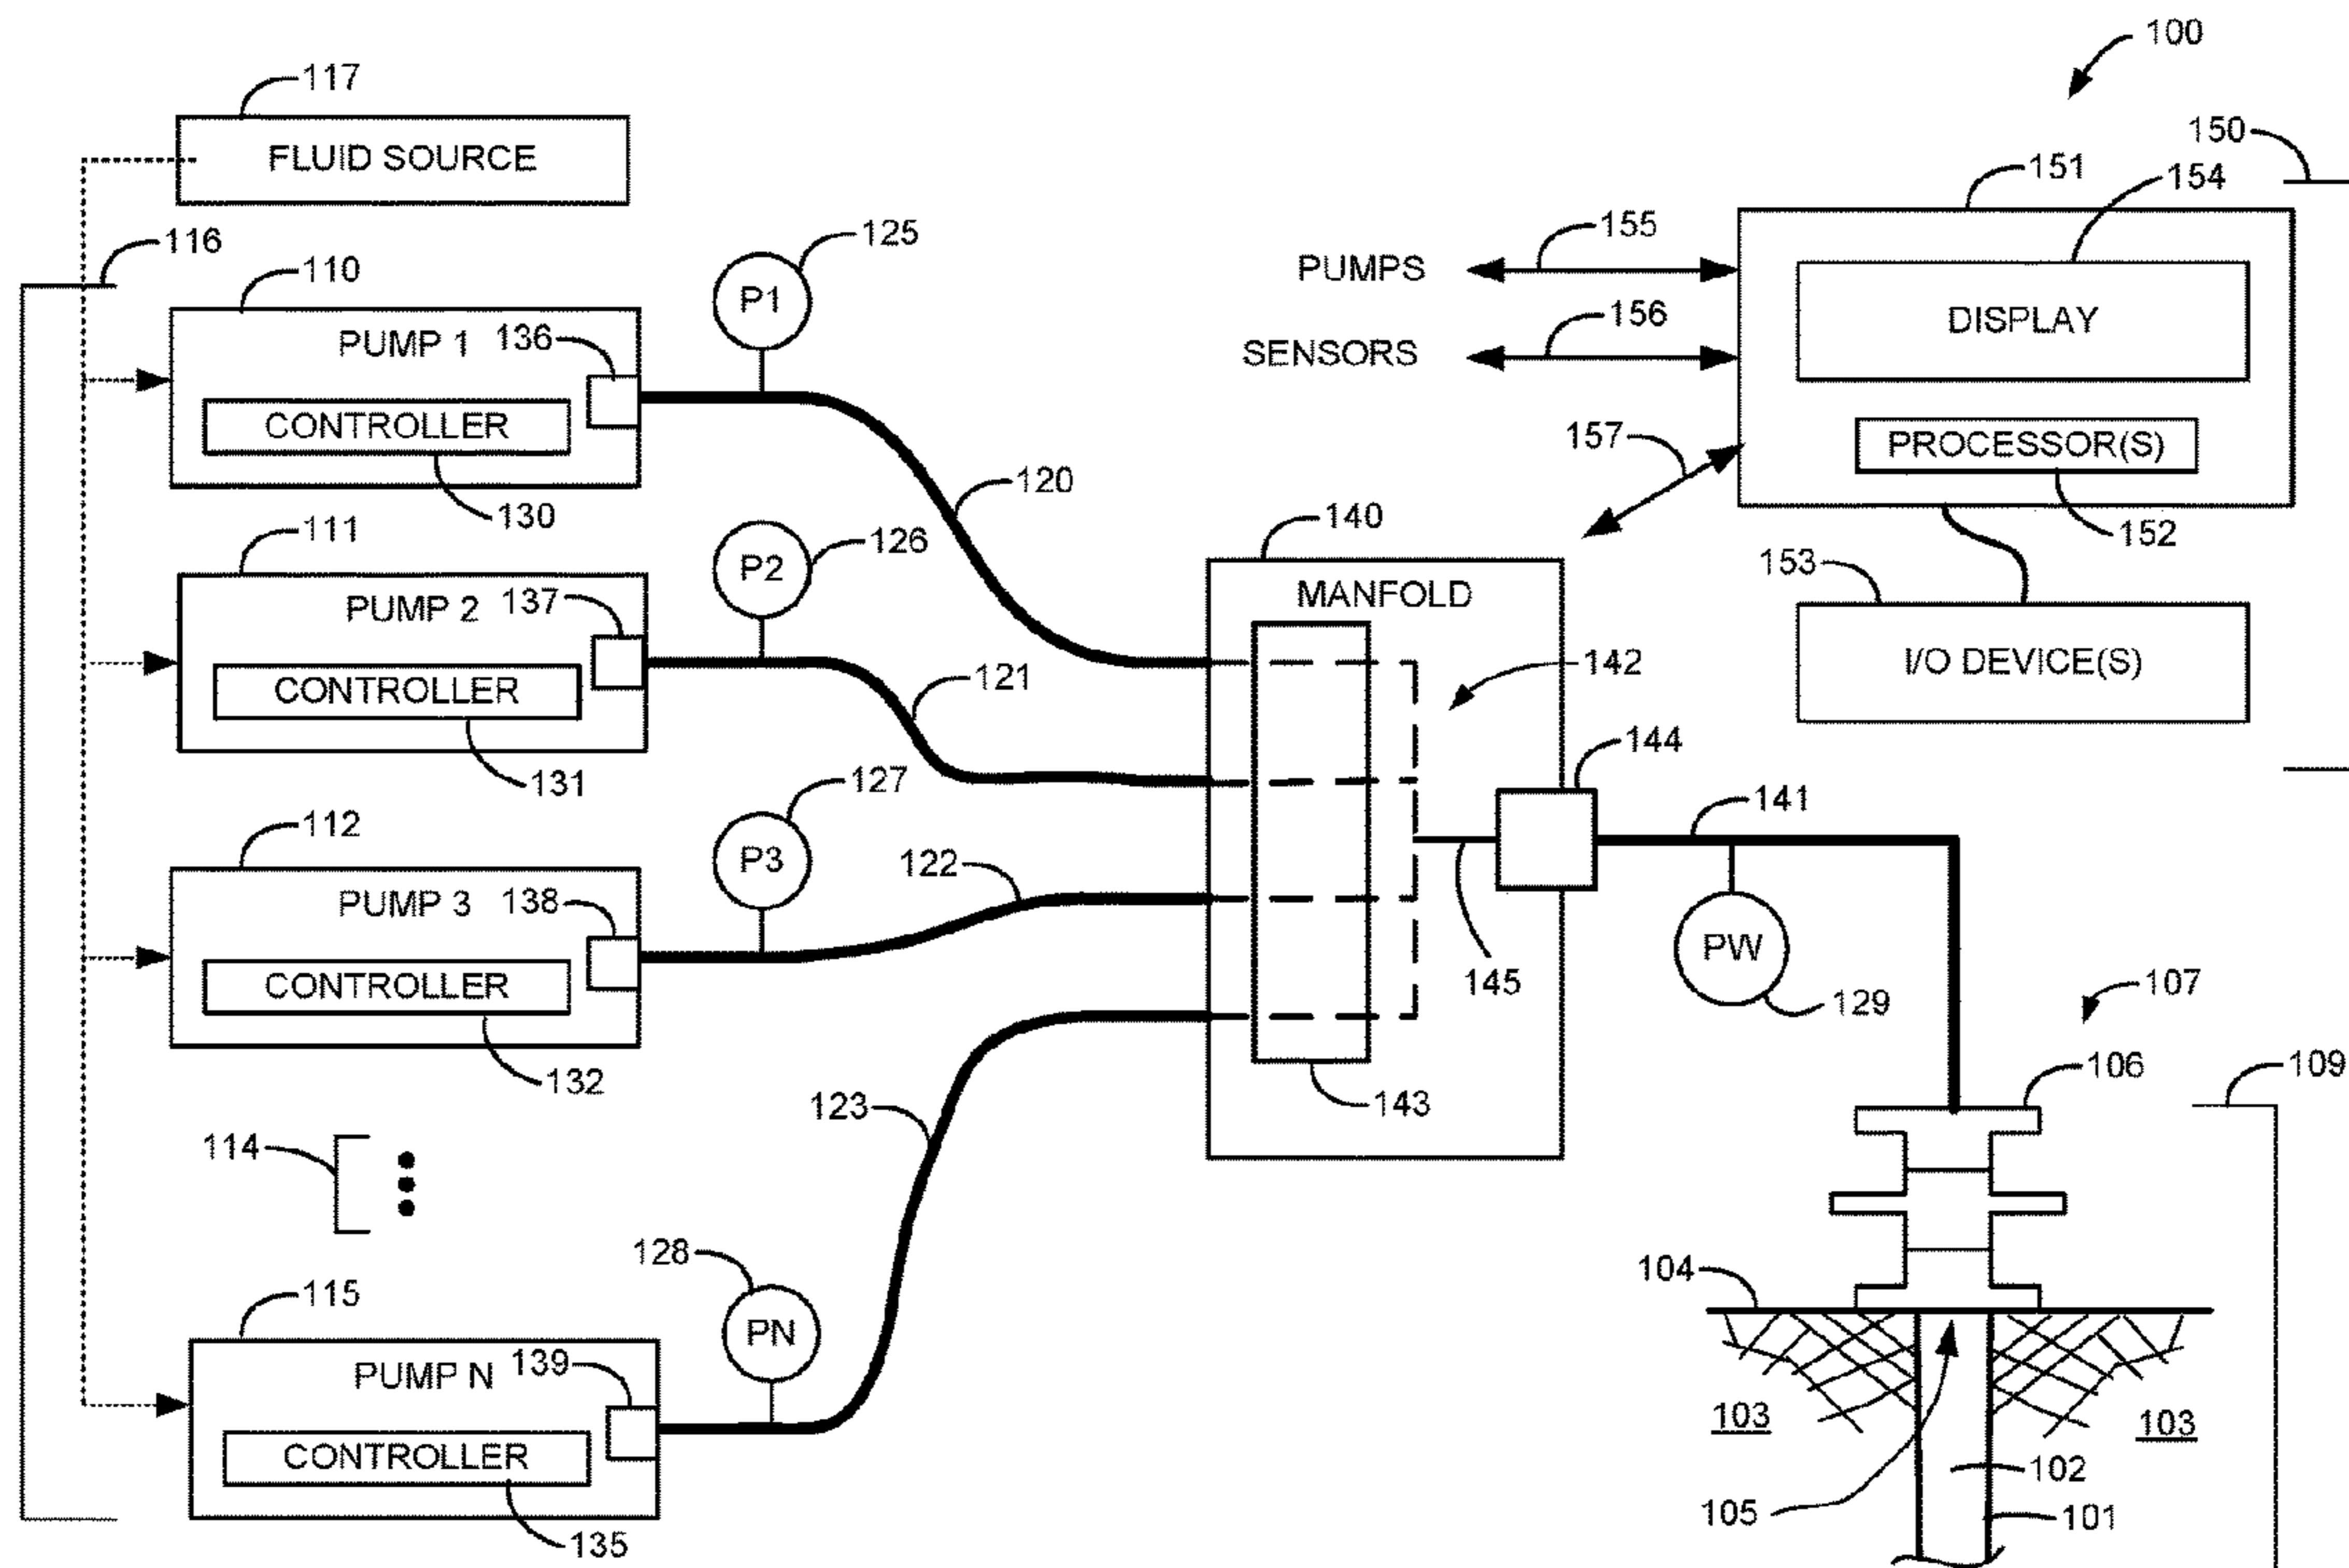 100
117
150
FLUID SOURCE
151
154
116
110
125
155
PUMPS
P1
DISPLAY
PUMP 1
136
156
SENSORS
CONTROLLER
157
PROCESSOR(S)
120
130
140
152
111
126
P2
153
MANFOLD
PUMP 2
137
142
I/O DEVICE(S)
CONTROLLER
121
144
131
127
141
112
P3
122
PUMP 3
138
PW
145
107
CONTROLLER
129
132
106
109
123
143
114
128
104
115
PN
PUMP N
139
103
103
CONTROLLER
102
105
101
135